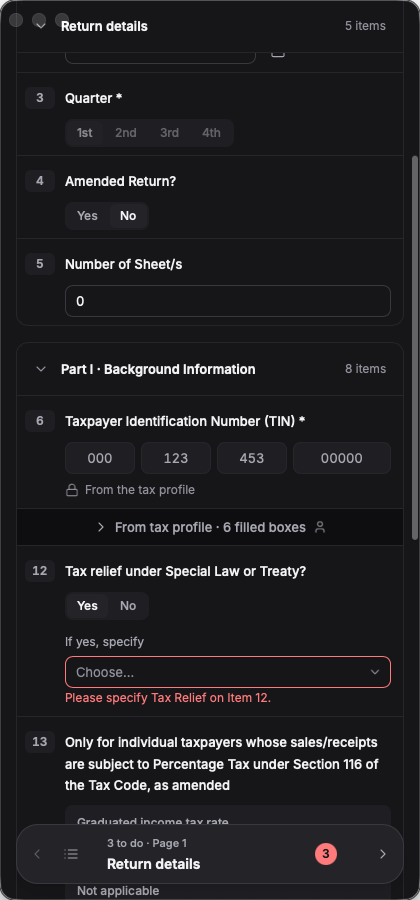 Return details
5 items
3
Quarter *
1st 2nd 3rd 4th
4
Amended Return?
Yes No
5
Number of Sheet/s
0
Part I · Background Information
8 items
6
Taxpayer Identification Number (TIN) *
000 123 453 00000
From the tax profile
From tax profile · 6 filled boxes
12
Tax relief under Special Law or Treaty?
Yes No
If yes, specify
Choose...
Please specify Tax Relief on Item 12.
13
Only for individual taxpayers whose sales/receipts
are subject to Percentage Tax under Section 116 of
the Tax Code, as amended
Graduated income tax rate
3 to do · Page 1
Return details
3
Not applicable